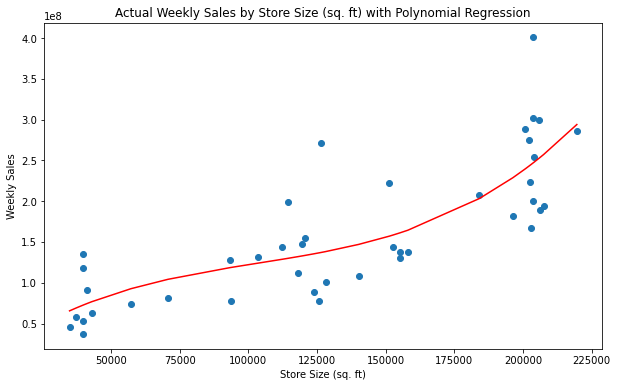 Actual Weekly Sales by Store Size (sq. ft) with Polynomial Regression
1e8
4.0
3.5
3.0
2.5
2.0
1.5
1.0
0.5
Weekly Sales
50000 75000 100000 125000 150000 175000 200000 225000
Store Size (sq. ft)